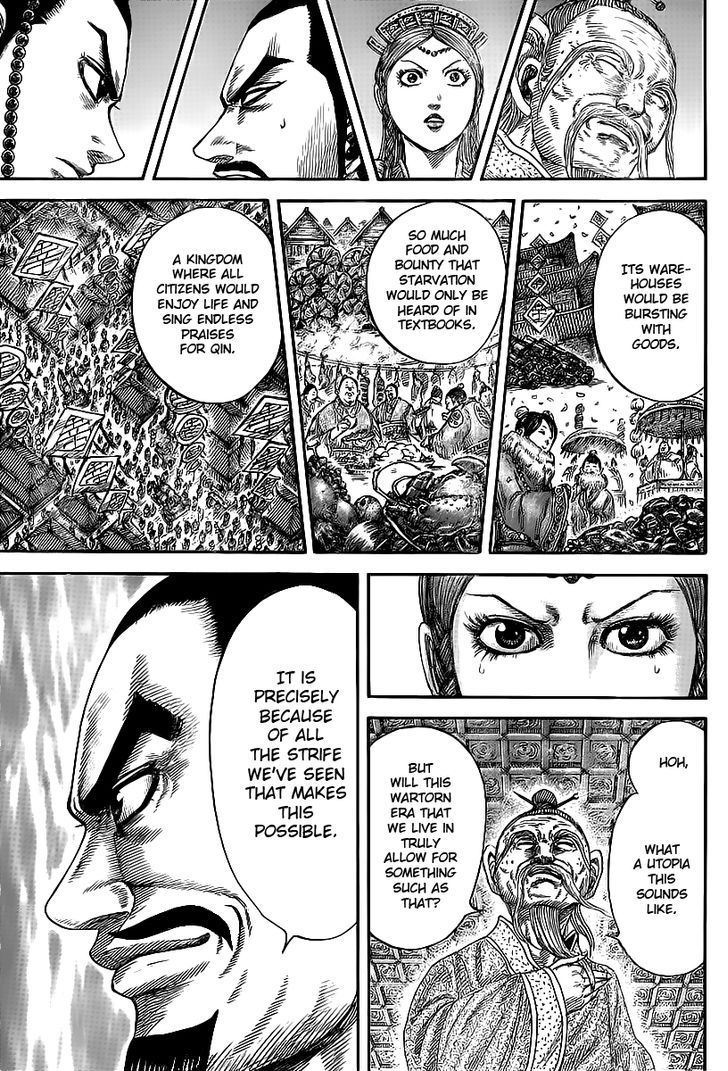 ITS WARE-
HOUSES
WOULD BE
BURSTING
WITH
GOODS.
SO MUCH
FOOD AND
BOUNTY THAT
STARVATION
WOULD ONLY BE
HEARD OF IN
TEXTBOOKS.
A KINGDOM
WHERE ALL
CITIZENS WOULD
ENJOY LIFE AND
SING ENDLESS
PRAISES
FOR QIN.
HOH,
WHAT
A UTOPIA
THIS
SOUNDS
LIKE.
BUT
WILL THIS
WARTORN
ERA THAT
WE LIVE IN
TRULY
ALLOW FOR
SOMETHING
SUCH AS
THAT?
IT IS
PRECISELY
BECAUSE
OF ALL
THE STRIFE
WE'VE SEEN
THAT MAKES
THIS
POSSIBLE.